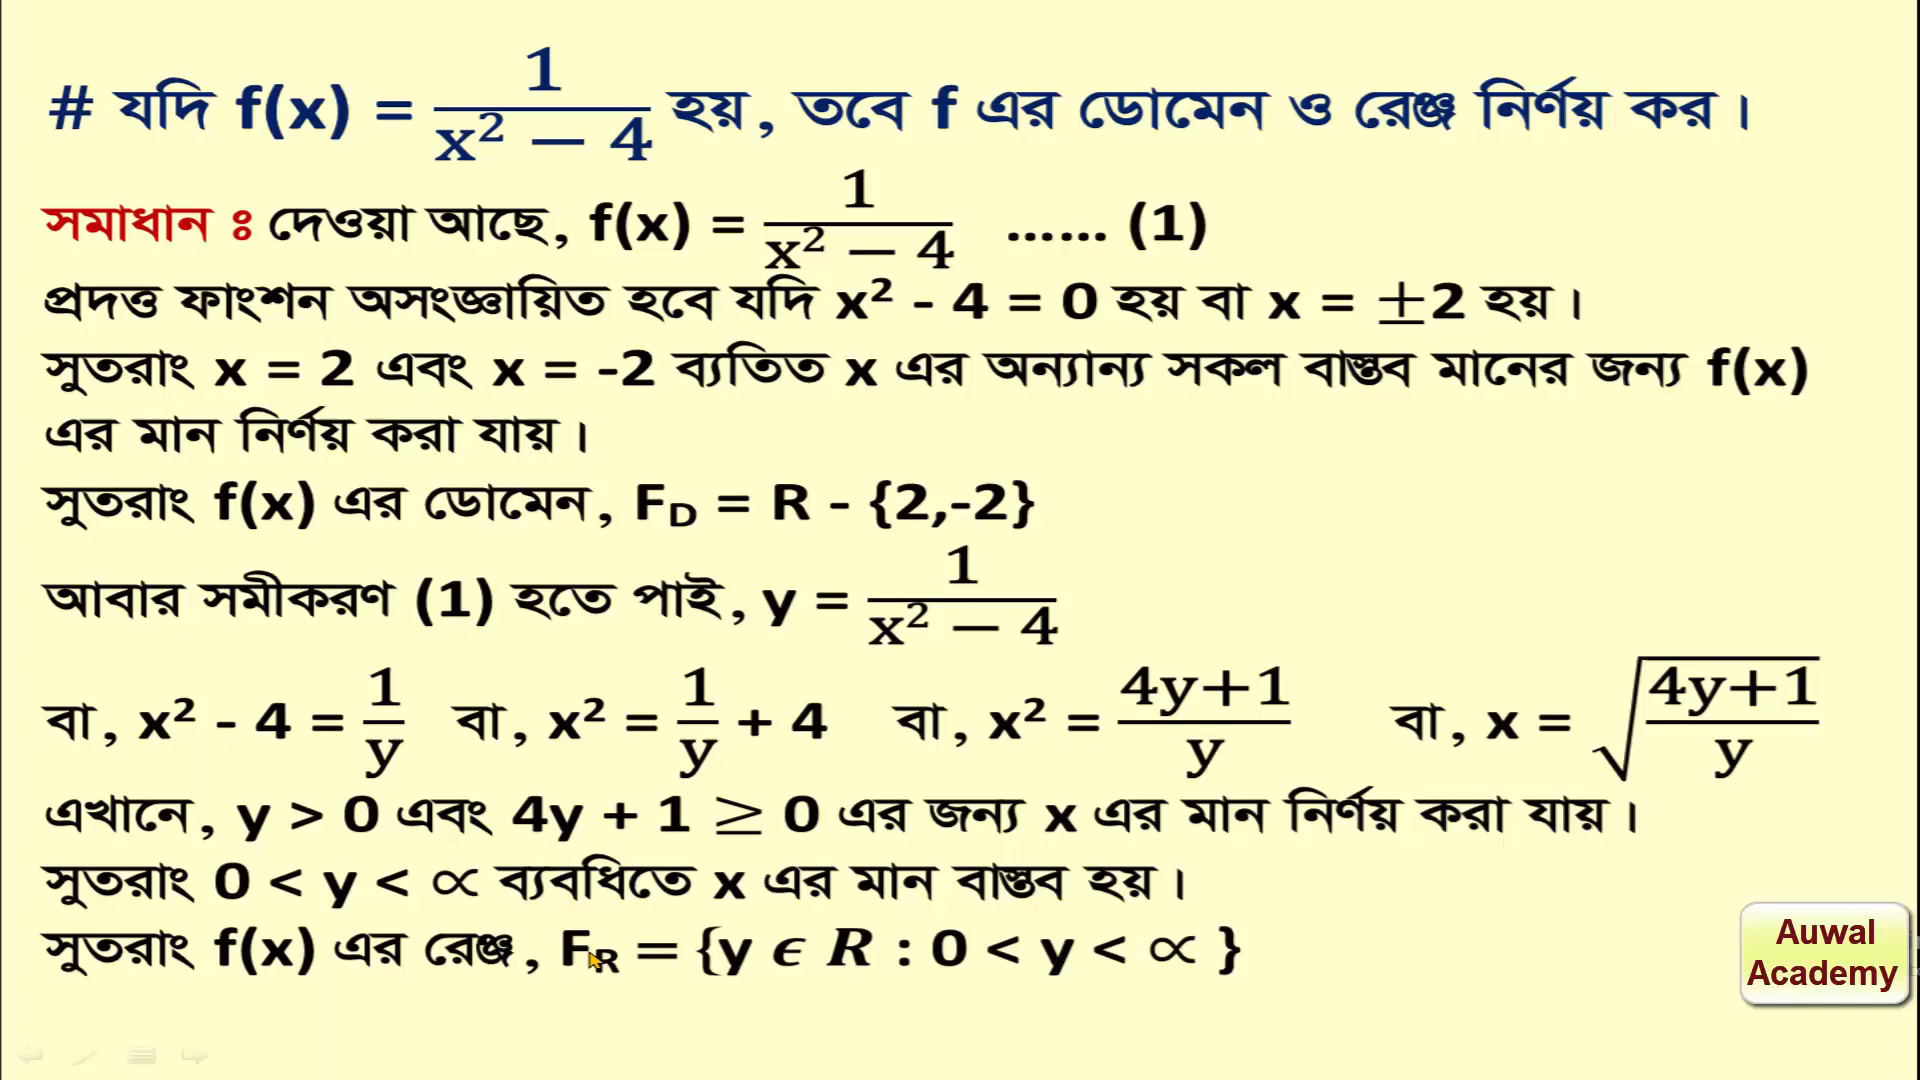 # যদি f(x) = 1/(x² − 4) হয়, তবে f এর ডোমেন ও রেঞ্জ নির্ণয় কর।
সমাধান ঃ দেওয়া আছে, f(x) = 1/(x² − 4) ...... (1)
প্রদত্ত ফাংশন অসংজ্ঞায়িত হবে যদি x² - 4 = 0 হয় বা x = ±2 হয়।
সুতরাং x = 2 এবং x = -2 ব্যতিত x এর অন্যান্য সকল বাস্তব মানের জন্য f(x)
এর মান নির্ণয় করা যায়।
সুতরাং f(x) এর ডোমেন, F_D = R - {2,-2}
আবার সমীকরণ (1) হতে পাই, y = 1/(x² − 4)
বা, x² - 4 = 1/y বা, x² = 1/y + 4 বা, x² = (4y+1)/y বা, x = √((4y+1)/y)
এখানে, y > 0 এবং 4y + 1 ≥ 0 এর জন্য x এর মান নির্ণয় করা যায়।
সুতরাং 0 < y < ∝ ব্যবধিতে x এর মান বাস্তব হয়।
সুতরাং f(x) এর রেঞ্জ, F_R = {y ϵ R : 0 < y < ∝ }
Auwal
Academy